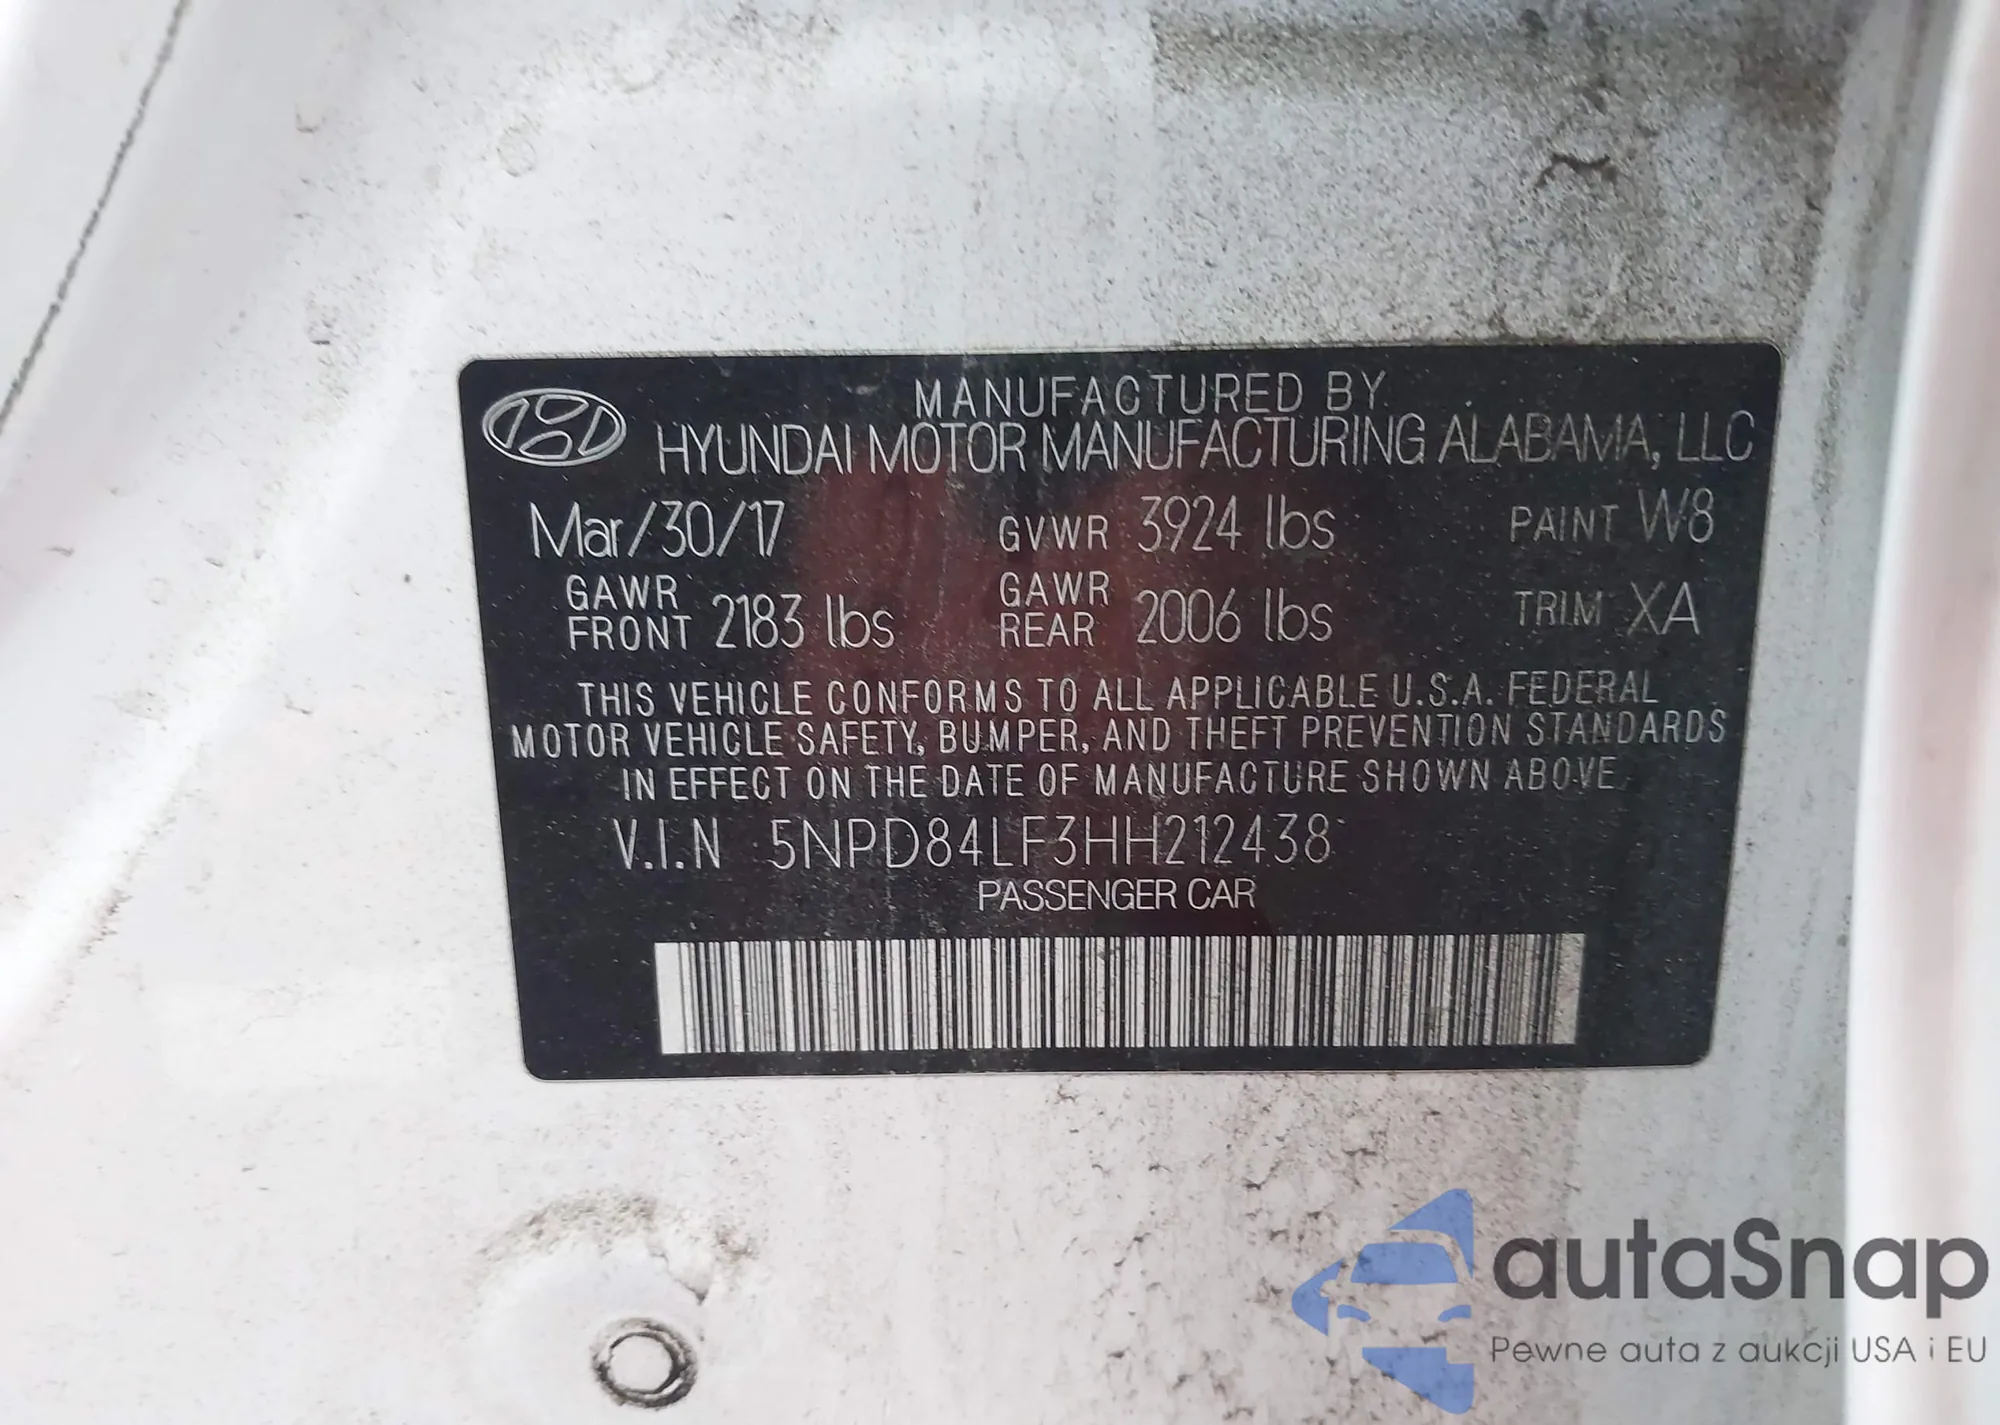 MANUFACTURED BY
HYUNDAI MOTOR MANUFACTURING ALABAMA, LLC
Mar/30/17 GVWR 3924 lbs PAINT W8
GAWR FRONT 2183 lbs GAWR REAR 2006 lbs TRIM XA
THIS VEHICLE CONFORMS TO ALL APPLICABLE U.S.A. FEDERAL
MOTOR VEHICLE SAFETY, BUMPER, AND THEFT PREVENTION STANDARDS
IN EFFECT ON THE DATE OF MANUFACTURE SHOWN ABOVE.
V.I.N 5NPD84LF3HH212438
PASSENGER CAR
autaSnap
Pewne auta z aukcji USA i EU